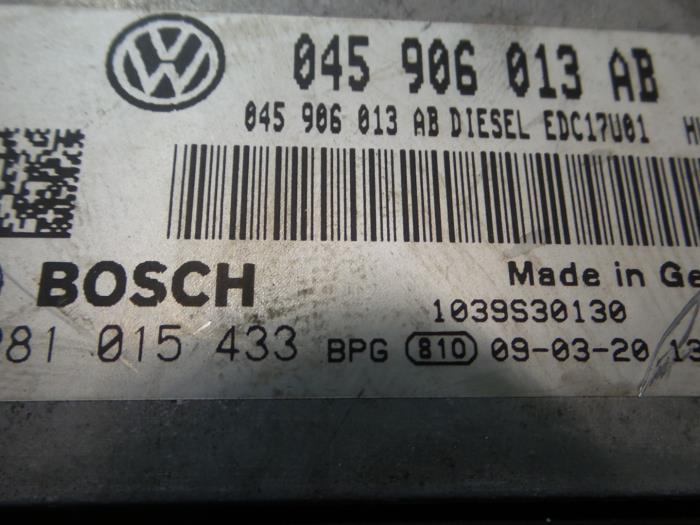 045 906 013 AB
045 906 013 AB DIESEL EDC17U01
BOSCH
Made in
1039S30130
015 433 BPG 810 09-03-20